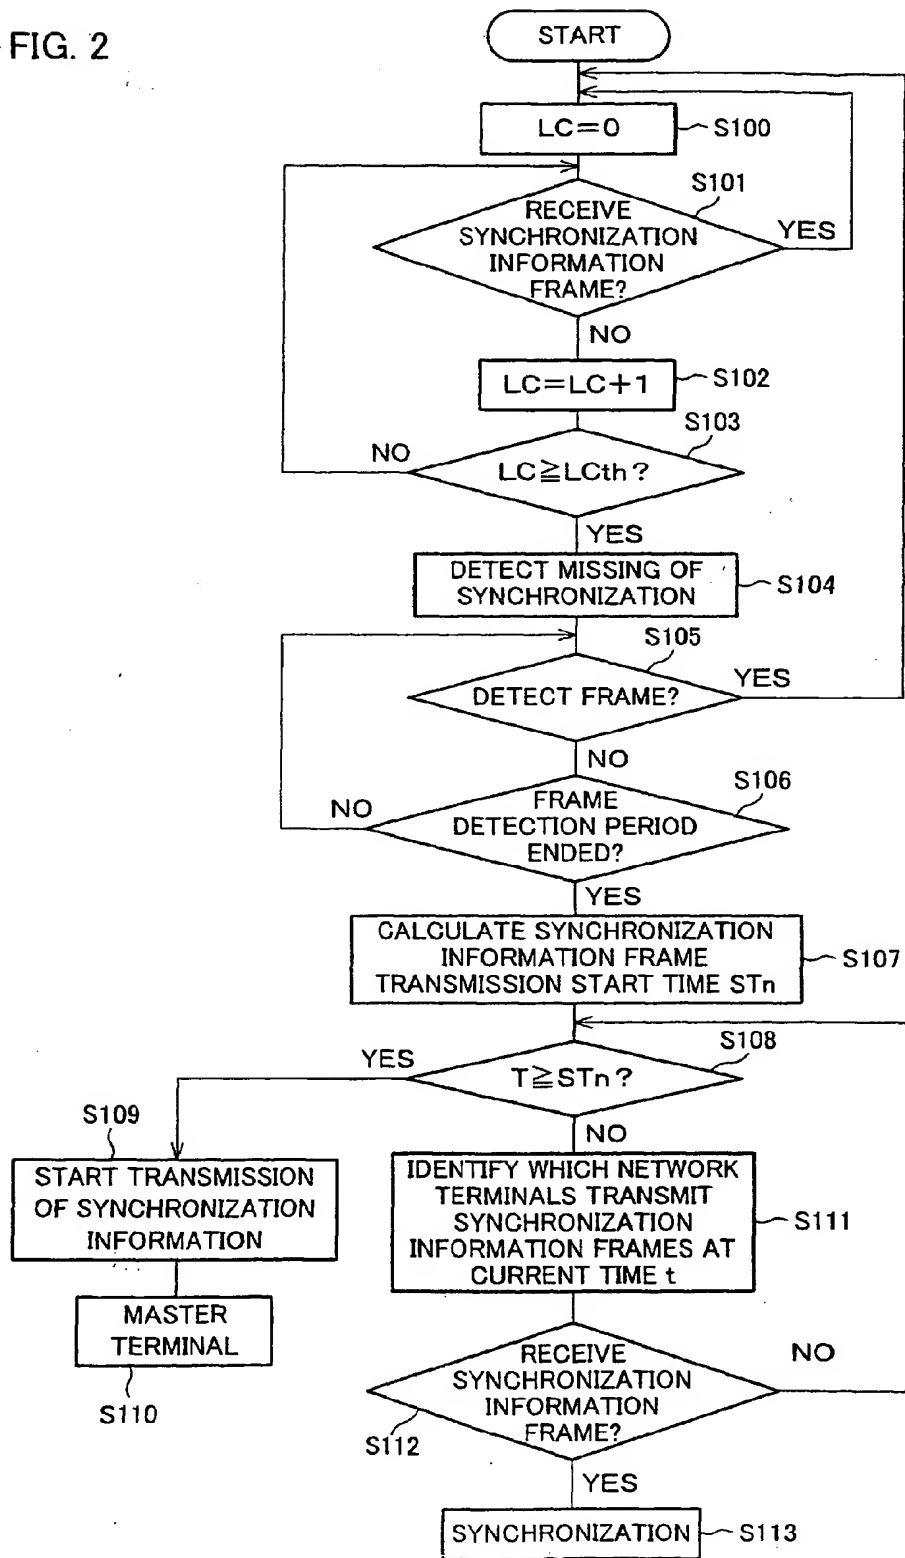 FIG. 2
START
LC=0
S100
S101
RECEIVE
SYNCHRONIZATION
INFORMATION
FRAME?
YES
NO
LC=LC+1
S102
S103
NO
LC≧LCth?
YES
DETECT MISSING OF
SYNCHRONIZATION
S104
S105
YES
DETECT FRAME?
NO
S106
NO
FRAME
DETECTION PERIOD
ENDED?
YES
CALCULATE SYNCHRONIZATION
INFORMATION FRAME
TRANSMISSION START TIME STn
S107
S108
YES
T≧STn?
NO
S109
START TRANSMISSION
OF SYNCHRONIZATION
INFORMATION
MASTER
TERMINAL
S110
IDENTIFY WHICH NETWORK
TERMINALS TRANSMIT
SYNCHRONIZATION
INFORMATION FRAMES AT
CURRENT TIME t
S111
RECEIVE
SYNCHRONIZATION
INFORMATION
FRAME?
NO
S112
YES
SYNCHRONIZATION
S113